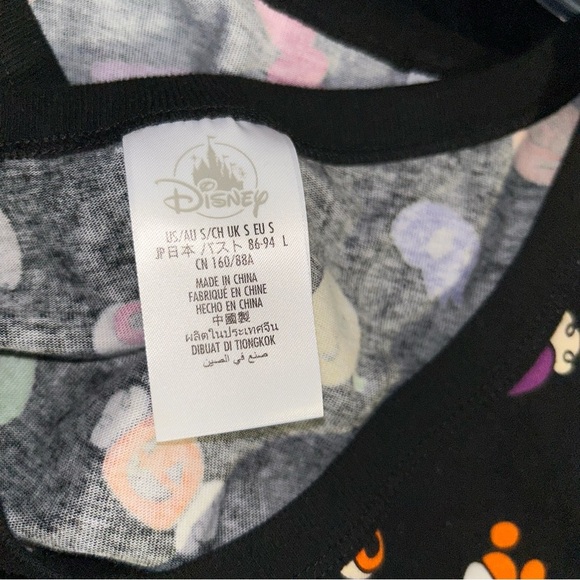 Disney
US/AU S/CH UK S EU S
JP日本 バスト 86-94 L
CN 160/88A
MADE IN CHINA
FABRIQUÉ EN CHINE
HECHO EN CHINA
中國製
ผลิตในประเทศจีน
DIBUAT DI TIONGKOK
صنع في الصين